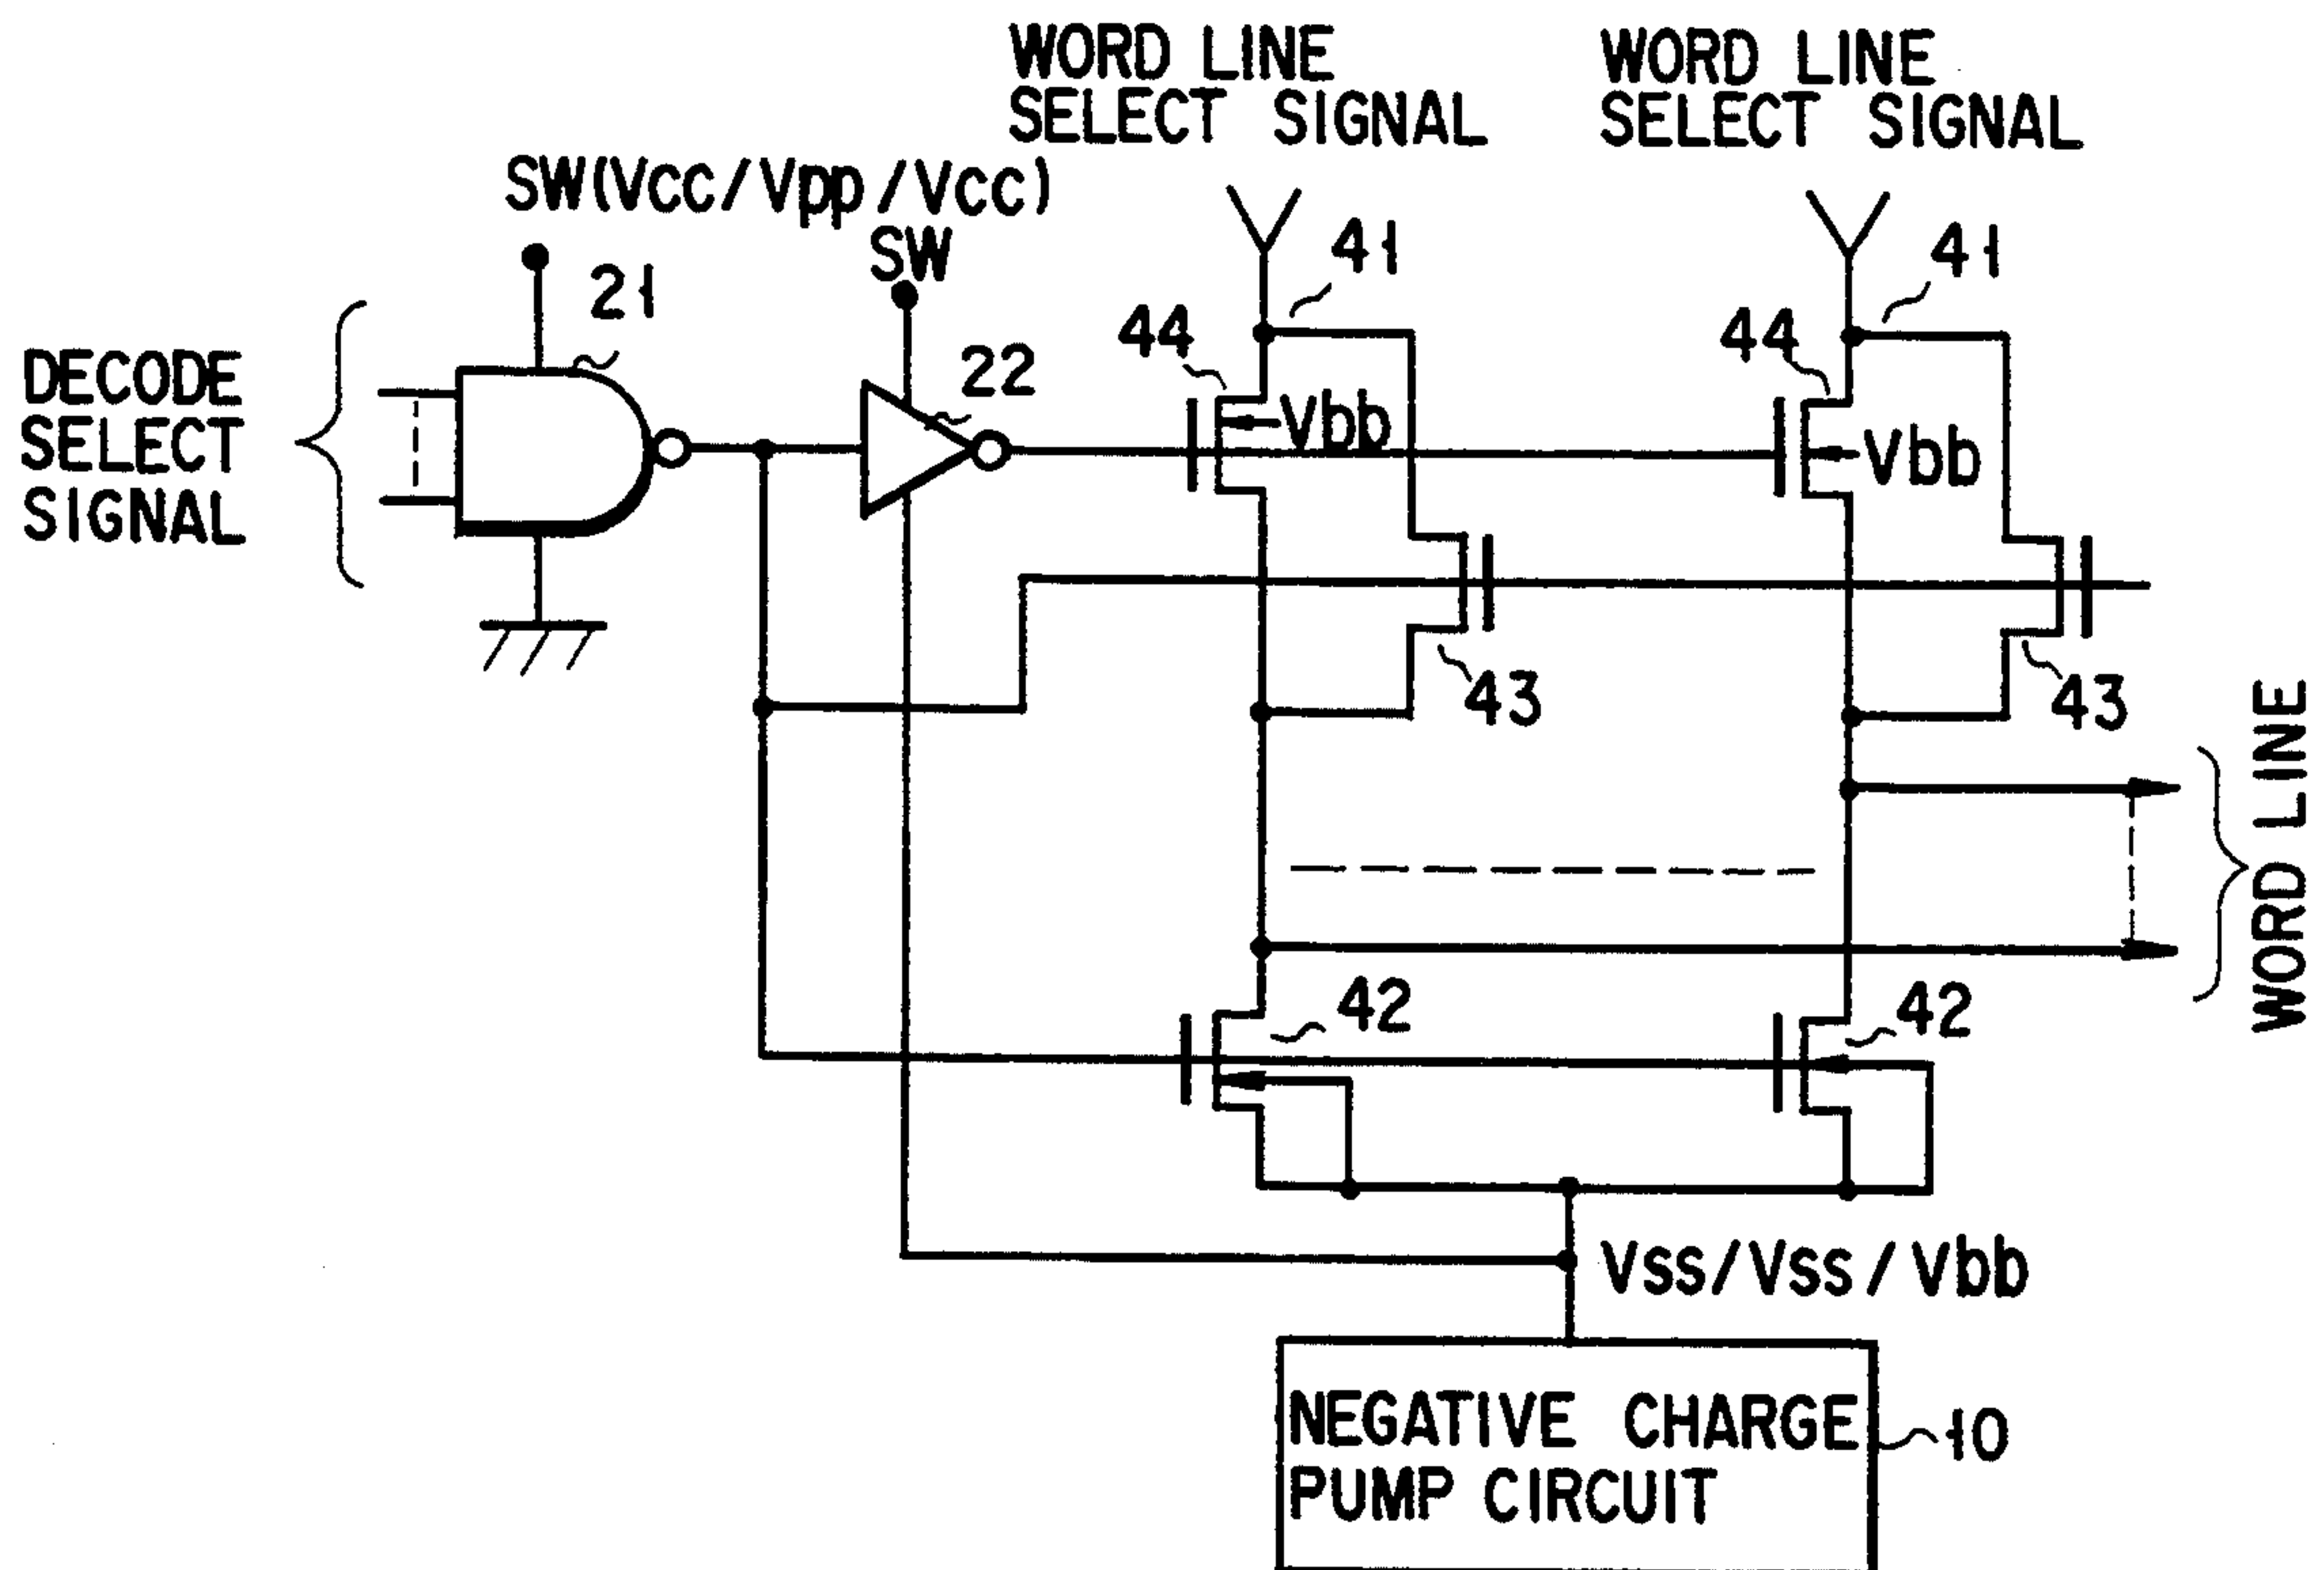 WORD LINE
SELECT SIGNAL
WORD LINE
SELECT SIGNAL
SW(Vcc/Vpp/Vcc)
SW
41
41
21
44
44
22
DECODE
SELECT
SIGNAL
Vbb
Vbb
43
43
WORD LINE
42
42
Vss/Vss/Vbb
NEGATIVE CHARGE
PUMP CIRCUIT
10